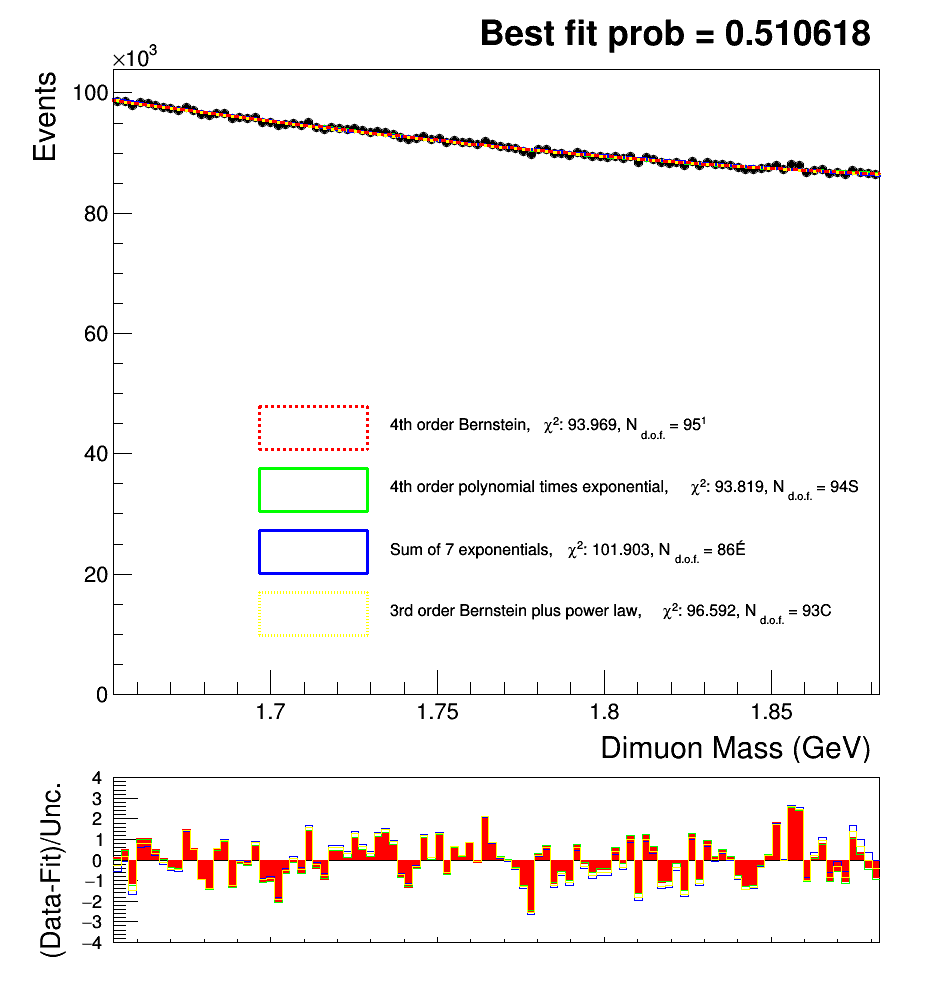 Best fit prob = 0.510618
×10³
Events
100
80
60
40
20
0
4th order Bernstein, χ²: 93.969, N d.o.f. = 95¹
4th order polynomial times exponential, χ²: 93.819, N d.o.f. = 94S
Sum of 7 exponentials, χ²: 101.903, N d.o.f. = 86É
3rd order Bernstein plus power law, χ²: 96.592, N d.o.f. = 93C
1.7 1.75 1.8 1.85
Dimuon Mass (GeV)
(Data-Fit)/Unc.
4
3
2
1
0
−1
−2
−3
−4